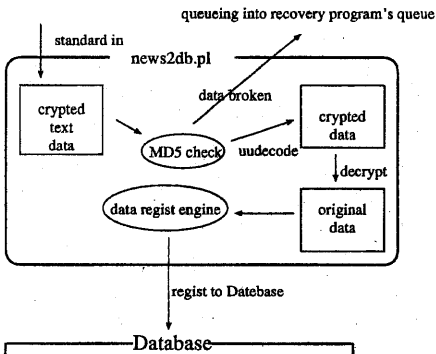 queueing into recovery program's queue
standard in
news2db.pl
data broken
crypted
text
data
MD5 check
uudecode
crypted
data
decrypt
data regist engine
original
data
regist to Datebase
Database